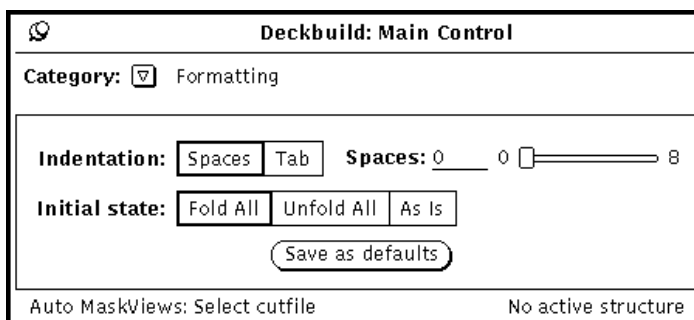 Deckbuild: Main Control
Category: Formatting
Indentation: Spaces Tab Spaces: 0 0 8
Initial state: Fold All Unfold All As Is
Save as defaults
Auto MaskViews: Select cutfile No active structure